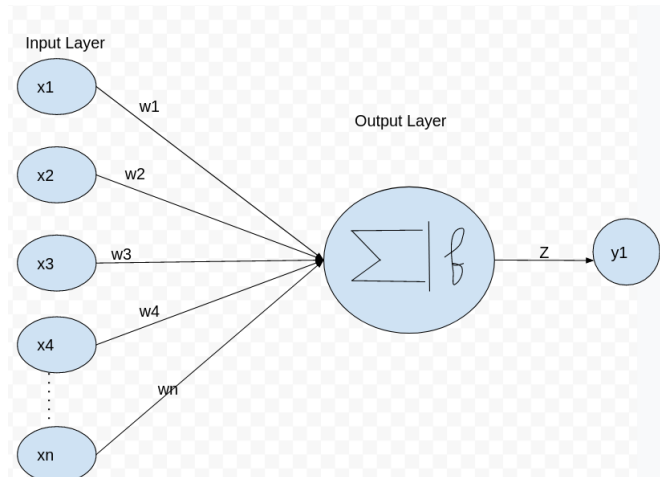 Input Layer
x1
w1
Output Layer
x2
w2
x3
w3
∑ | f
Z
y1
x4
w4
wn
xn